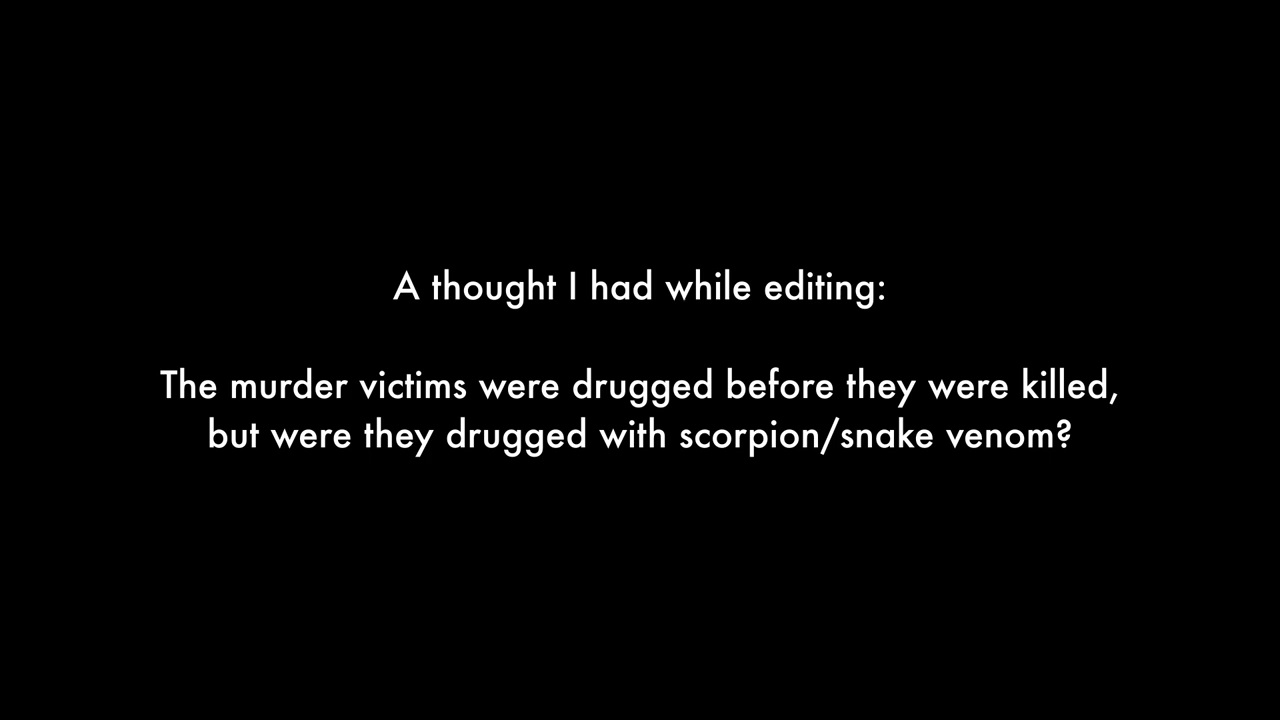 A thought I had while editing:
The murder victims were drugged before they were killed,
but were they drugged with scorpion/snake venom?